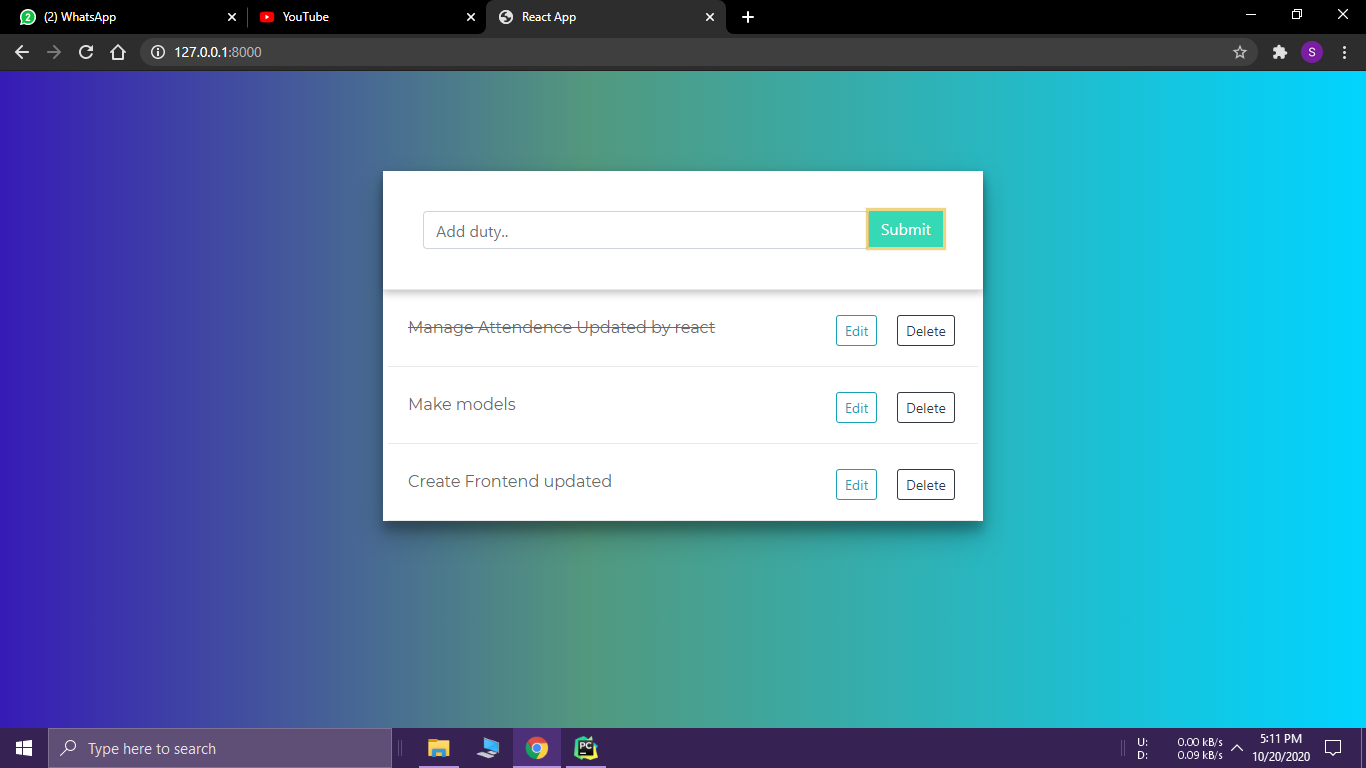 2 (2) WhatsApp
YouTube
React App
127.0.0.1:8000
S
Add duty..
Submit
Manage Attendence Updated by react
Edit
Delete
Make models
Edit
Delete
Create Frontend updated
Edit
Delete
Type here to search
PC
U: 0.00 kB/s
D: 0.09 kB/s
5:11 PM
10/20/2020